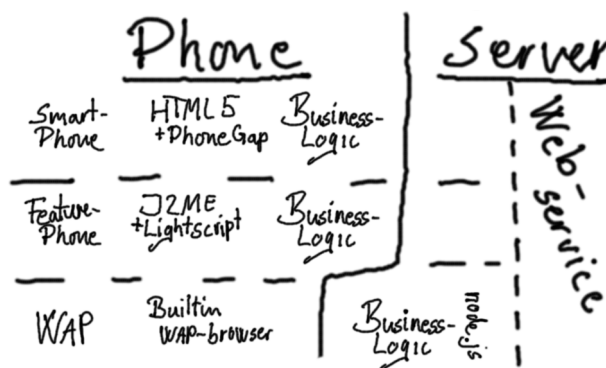 Phone
Server
Smart-
Phone
HTML5
+PhoneGap
Business-
Logic
Feature-
Phone
J2ME
+Lightscript
Business-
Logic
WAP
Builtin
WAP-browser
Business-
Logic
node.js
Web-
service